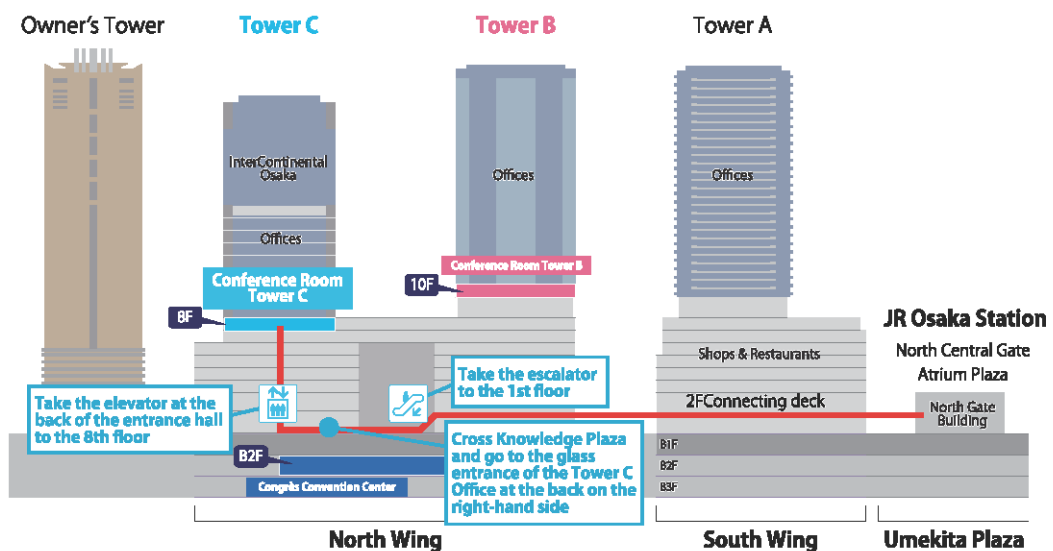 Owner's Tower
Tower C
Tower B
Tower A
InterContinental
Osaka
Offices
Offices
Offices
Conference Room Tower B
10F
Conference Room
Tower C
8F
JR Osaka Station
North Central Gate
Atrium Plaza
Shops & Restaurants
Take the escalator
to the 1st floor
Take the elevator at the
back of the entrance hall
to the 8th floor
2FConnecting deck
North Gate
Building
Cross Knowledge Plaza
and go to the glass
entrance of the Tower C
Office at the back on the
right-hand side
B1F
B2F
B3F
B2F
Congrès Convention Center
North Wing
South Wing
Umekita Plaza